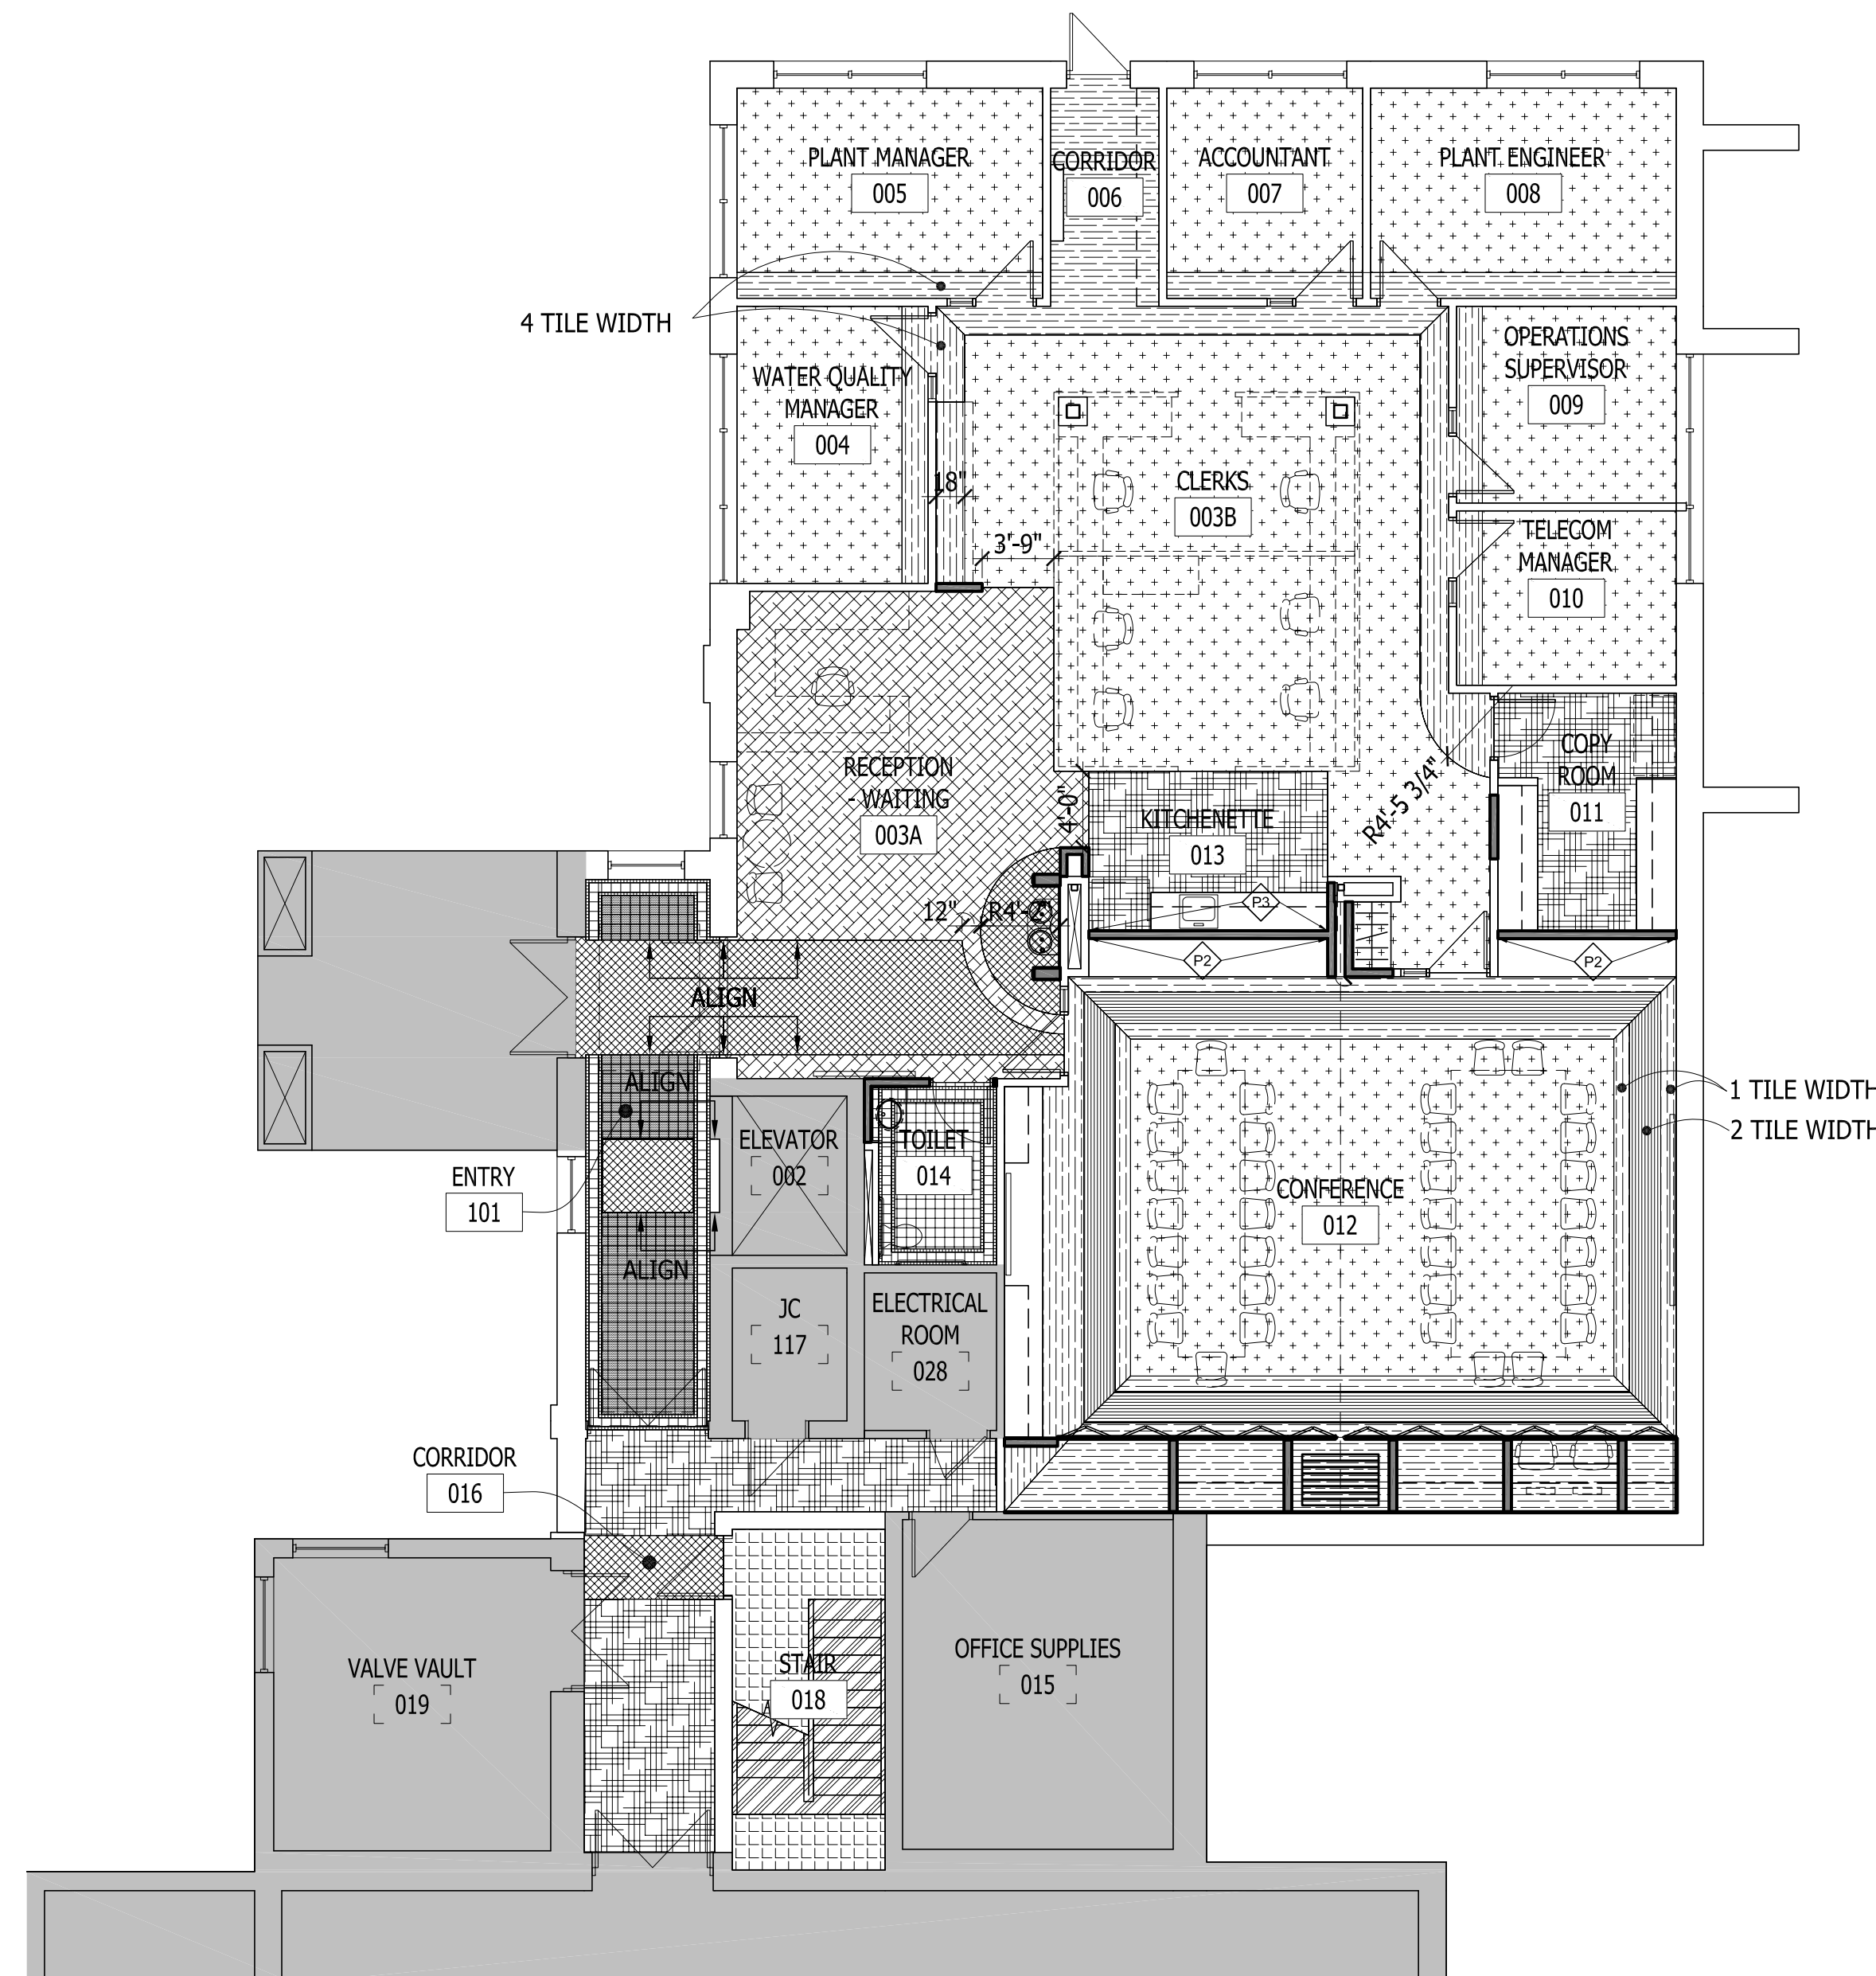 PLANT MANAGER
005
CORRIDOR
006
ACCOUNTANT
007
PLANT ENGINEER
008
4 TILE WIDTH
WATER QUALITY
MANAGER
004
OPERATIONS
SUPERVISOR
009
18"
CLERKS
003B
3'-9"
TELECOM
MANAGER
010
RECEPTION
- WAITING
003A
4'-0"
KITCHENETTE
013
R4'-5 3/4"
COPY
ROOM
011
12"
P3
P2
P2
ALIGN
ALIGN
ELEVATOR
002
TOILET
014
1 TILE WIDTH
2 TILE WIDTH
ENTRY
101
CONFERENCE
012
ALIGN
JC
117
ELECTRICAL
ROOM
028
CORRIDOR
016
VALVE VAULT
019
STAIR
018
OFFICE SUPPLIES
015